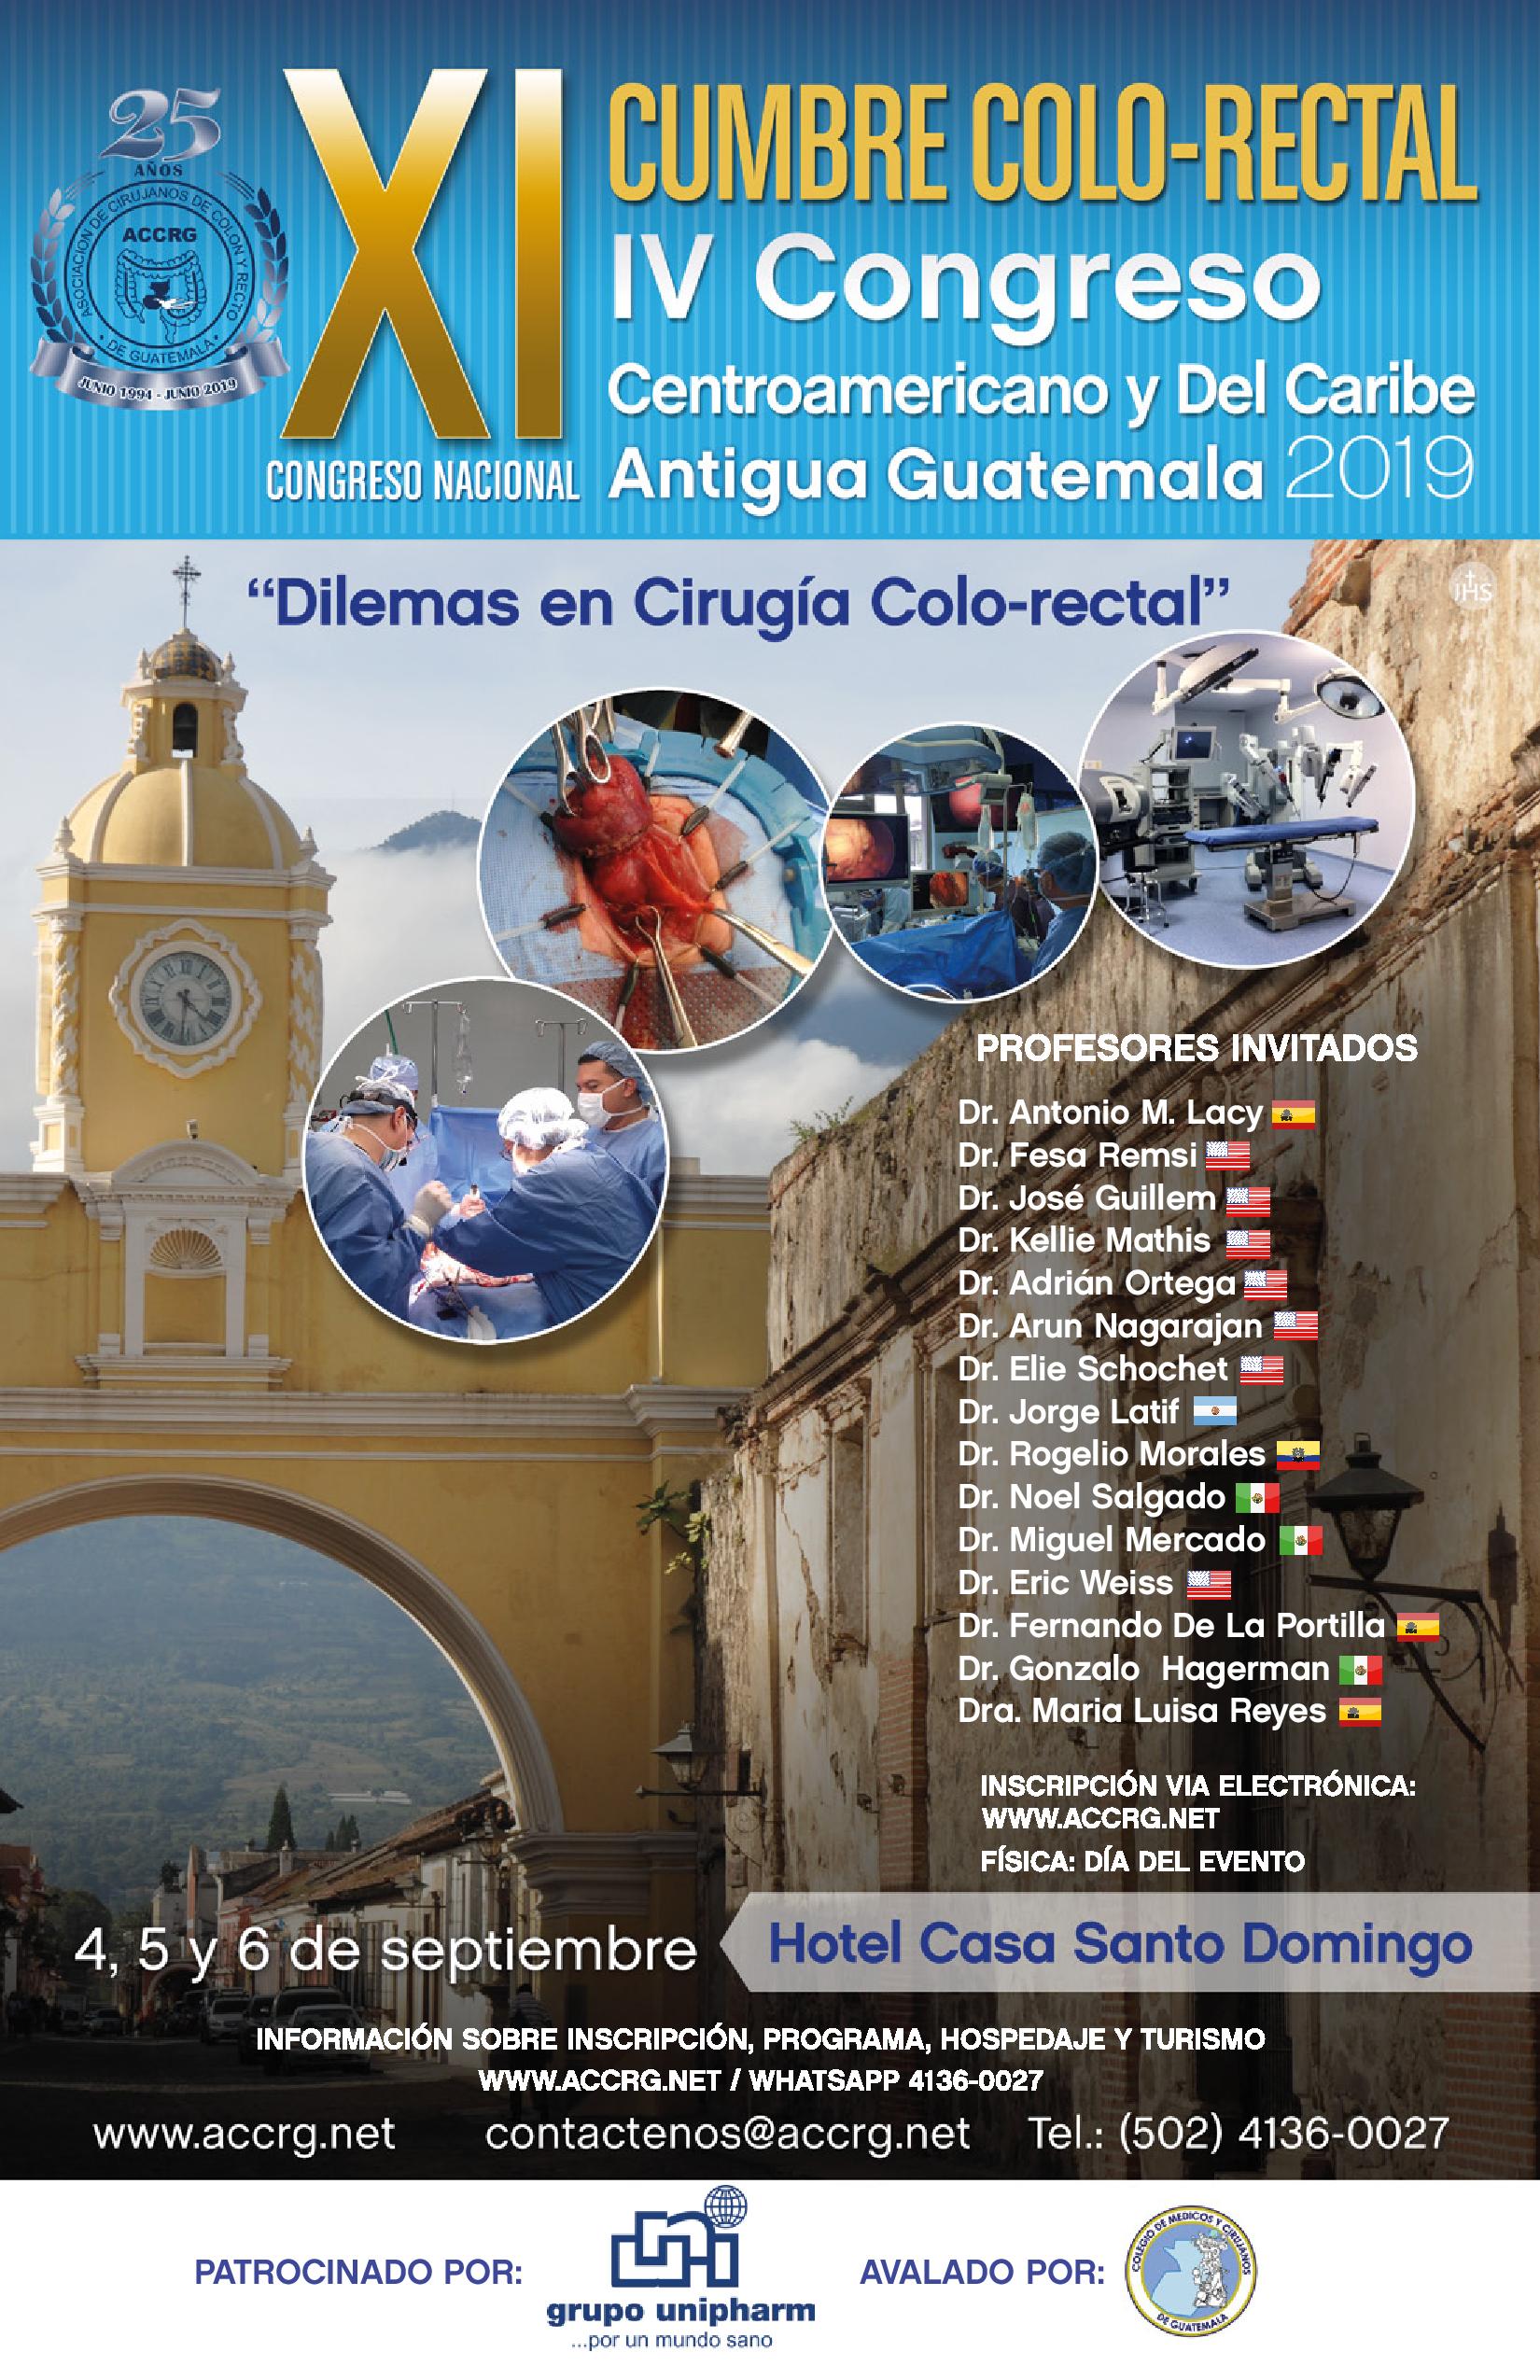 25
AÑOS
ASOCIACION DE CIRUJANOS DE COLON Y RECTO
ACCRG
• DE GUATEMALA •
JUNIO 1994 - JUNIO 2019
XI
CONGRESO NACIONAL
CUMBRE COLO-RECTAL
IV Congreso
Centroamericano y Del Caribe
Antigua Guatemala 2019
“Dilemas en Cirugía Colo-rectal”
JHS
PROFESORES INVITADOS
Dr. Antonio M. Lacy
Dr. Fesa Remsi
Dr. José Guillem
Dr. Kellie Mathis
Dr. Adrián Ortega
Dr. Arun Nagarajan
Dr. Elie Schochet
Dr. Jorge Latif
Dr. Rogelio Morales
Dr. Noel Salgado
Dr. Miguel Mercado
Dr. Eric Weiss
Dr. Fernando De La Portilla
Dr. Gonzalo Hagerman
Dra. Maria Luisa Reyes
INSCRIPCIÓN VIA ELECTRÓNICA:
WWW.ACCRG.NET
FÍSICA: DÍA DEL EVENTO
4, 5 y 6 de septiembre
Hotel Casa Santo Domingo
INFORMACIÓN SOBRE INSCRIPCIÓN, PROGRAMA, HOSPEDAJE Y TURISMO
WWW.ACCRG.NET / WHATSAPP 4136-0027
www.accrg.net contactenos@accrg.net Tel.: (502) 4136-0027
PATROCINADO POR:
uni
grupo unipharm
...por un mundo sano
AVALADO POR:
COLEGIO DE MEDICOS Y CIRUJANOS
DE GUATEMALA